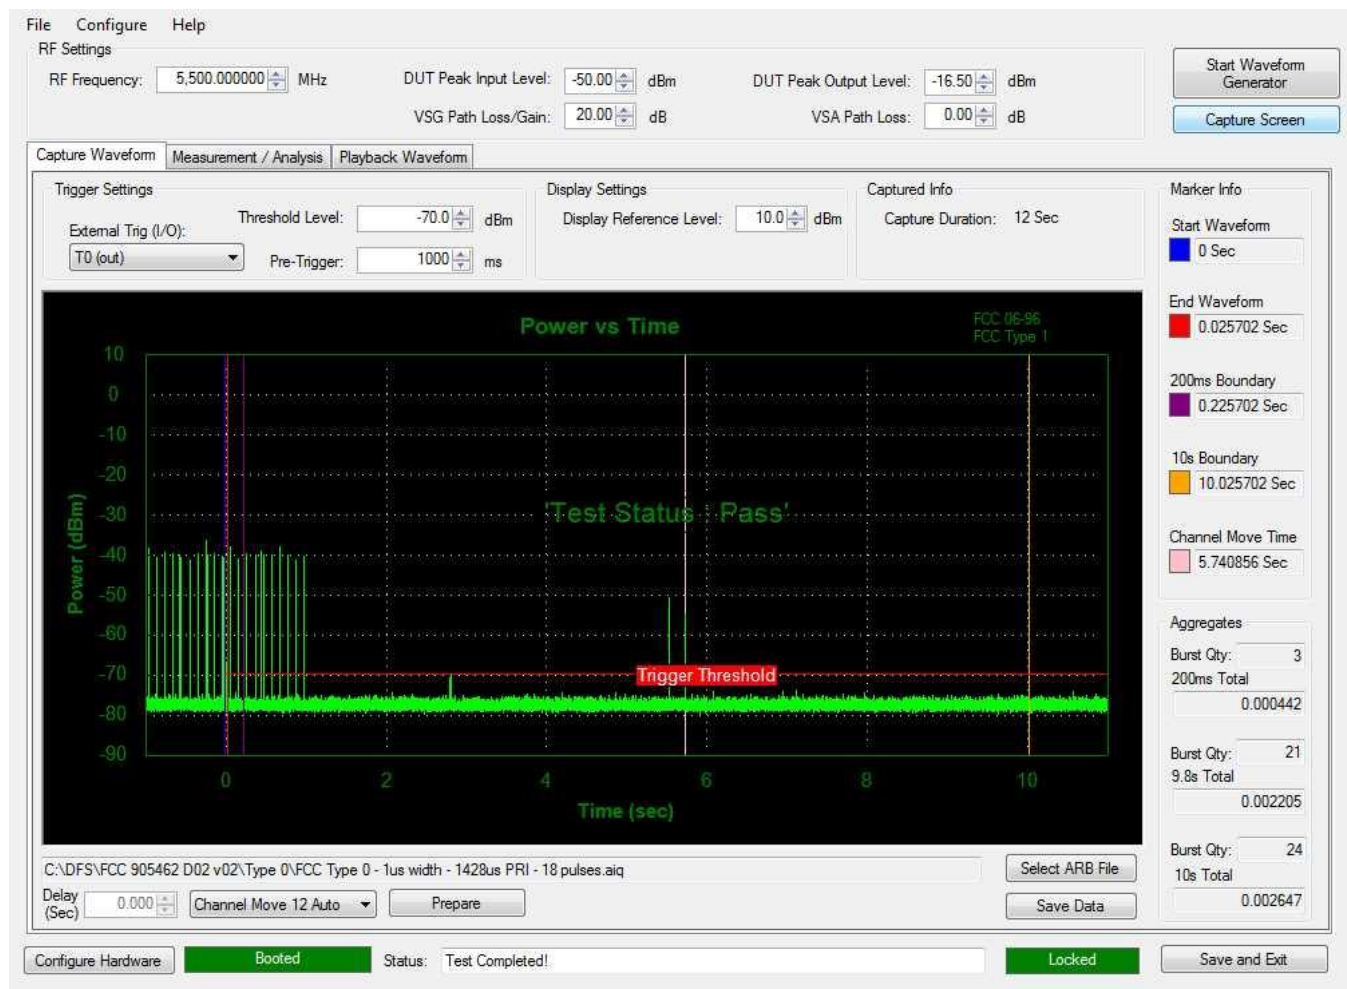 File Configure Help
RF Settings
RF Frequency: 5,500.000000 MHz DUT Peak Input Level: -50.00 dBm DUT Peak Output Level: -16.50 dBm
VSG Path Loss/Gain: 20.00 dB VSA Path Loss: 0.00 dB
Start Waveform
Generator
Capture Screen
Capture Waveform Measurement / Analysis Playback Waveform
Trigger Settings
External Trig (I/O):
T0 (out)
Threshold Level: -70.0 dBm
Pre-Trigger: 1000 ms
Display Settings
Display Reference Level: 10.0 dBm
Captured Info
Capture Duration: 12 Sec
Marker Info
Start Waveform
0 Sec
End Waveform
0.025702 Sec
200ms Boundary
0.225702 Sec
10s Boundary
10.025702 Sec
Channel Move Time
5.740856 Sec
Power vs Time
FCC 06-96
FCC Type 1
10
0
-10
-20
-30
-40
-50
-60
-70
-80
-90
Power (dBm)
'Test Status : Pass'
Trigger Threshold
0 2 4 6 8 10
Time (sec)
Aggregates
Burst Qty: 3
200ms Total
0.000442
Burst Qty: 21
9.8s Total
0.002205
Burst Qty: 24
10s Total
0.002647
C:\DFS\FCC 905462 D02 v02\Type 0\FCC Type 0 - 1us width - 1428us PRI - 18 pulses.aiq
Select ARB File
Delay
(Sec) 0.000 Channel Move 12 Auto Prepare
Save Data
Configure Hardware Booted Status: Test Completed! Locked Save and Exit